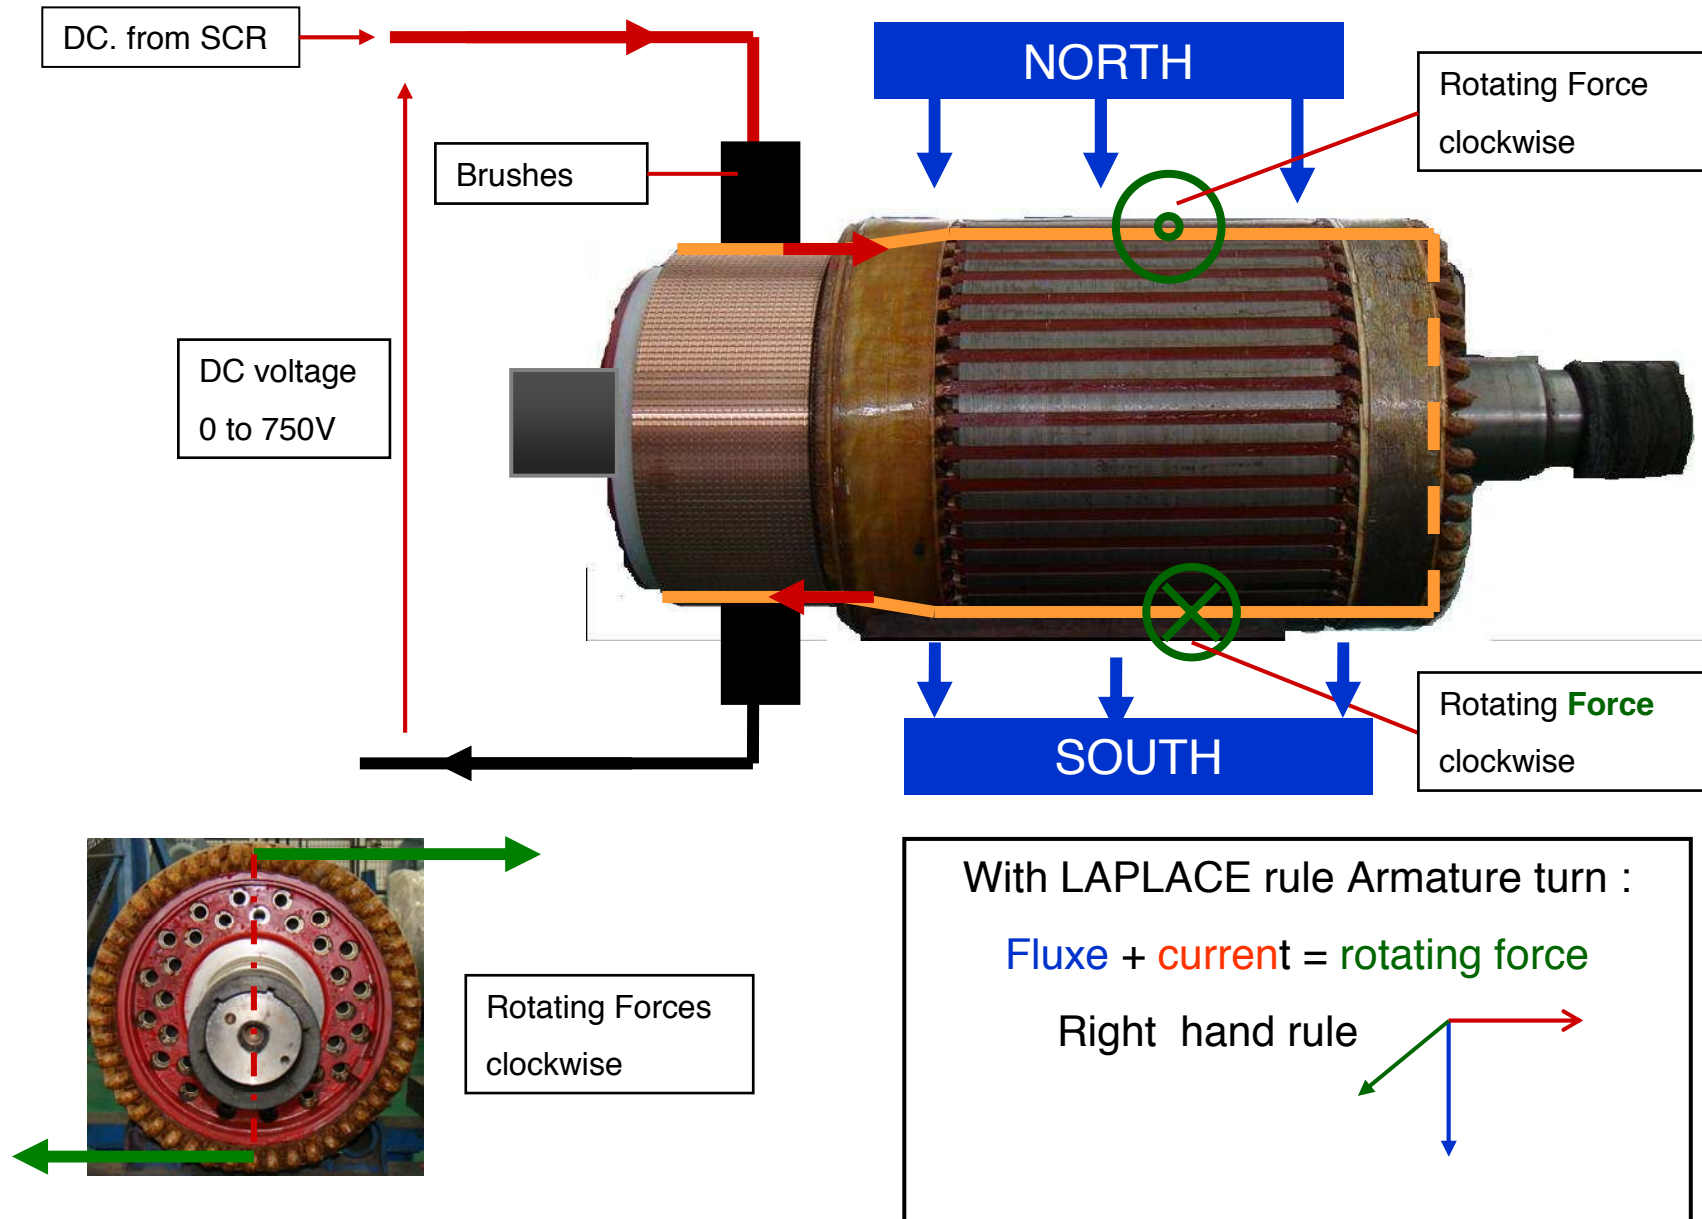 DC. from SCR
NORTH
Rotating Force
clockwise
Brushes
DC voltage
0 to 750V
Rotating Force
clockwise
SOUTH
With LAPLACE rule Armature turn :
Fluxe + current = rotating force
Right hand rule
Rotating Forces
clockwise